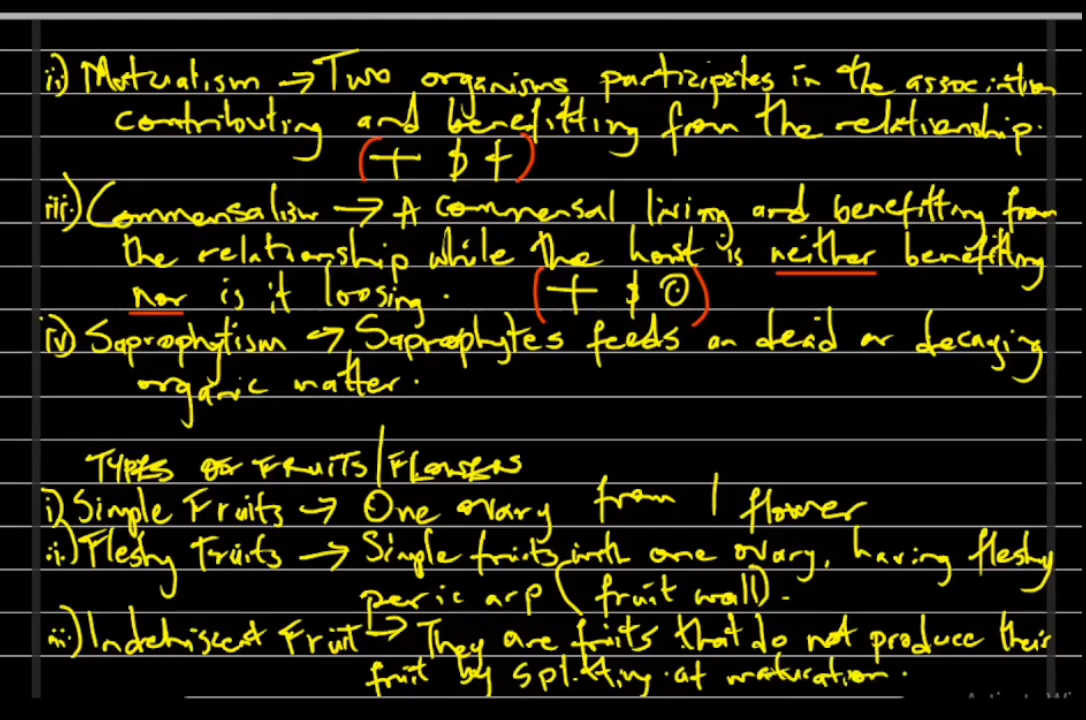 ii) Mutualism → Two organisms participates in the association
contributing and benefitting from the relationship.
(+ $ +)
iii.) Commensalism → A commensal living and benefitting from
the relationship while the host is neither benefitting
nor is it loosing. (+ $ 0)
iv) Saprophytism → Saprophytes feeds on dead or decaying
organic matter.
TYPES OF FRUITS/FLOWERS
i) Simple Fruits → One ovary from 1 flower
ii.) Fleshy Fruits → Simple fruits with one ovary, having fleshy
pericarp (fruit wall).
iii.) Indehiscent Fruit → They are fruits that do not produce their
fruit by splitting at maturation.